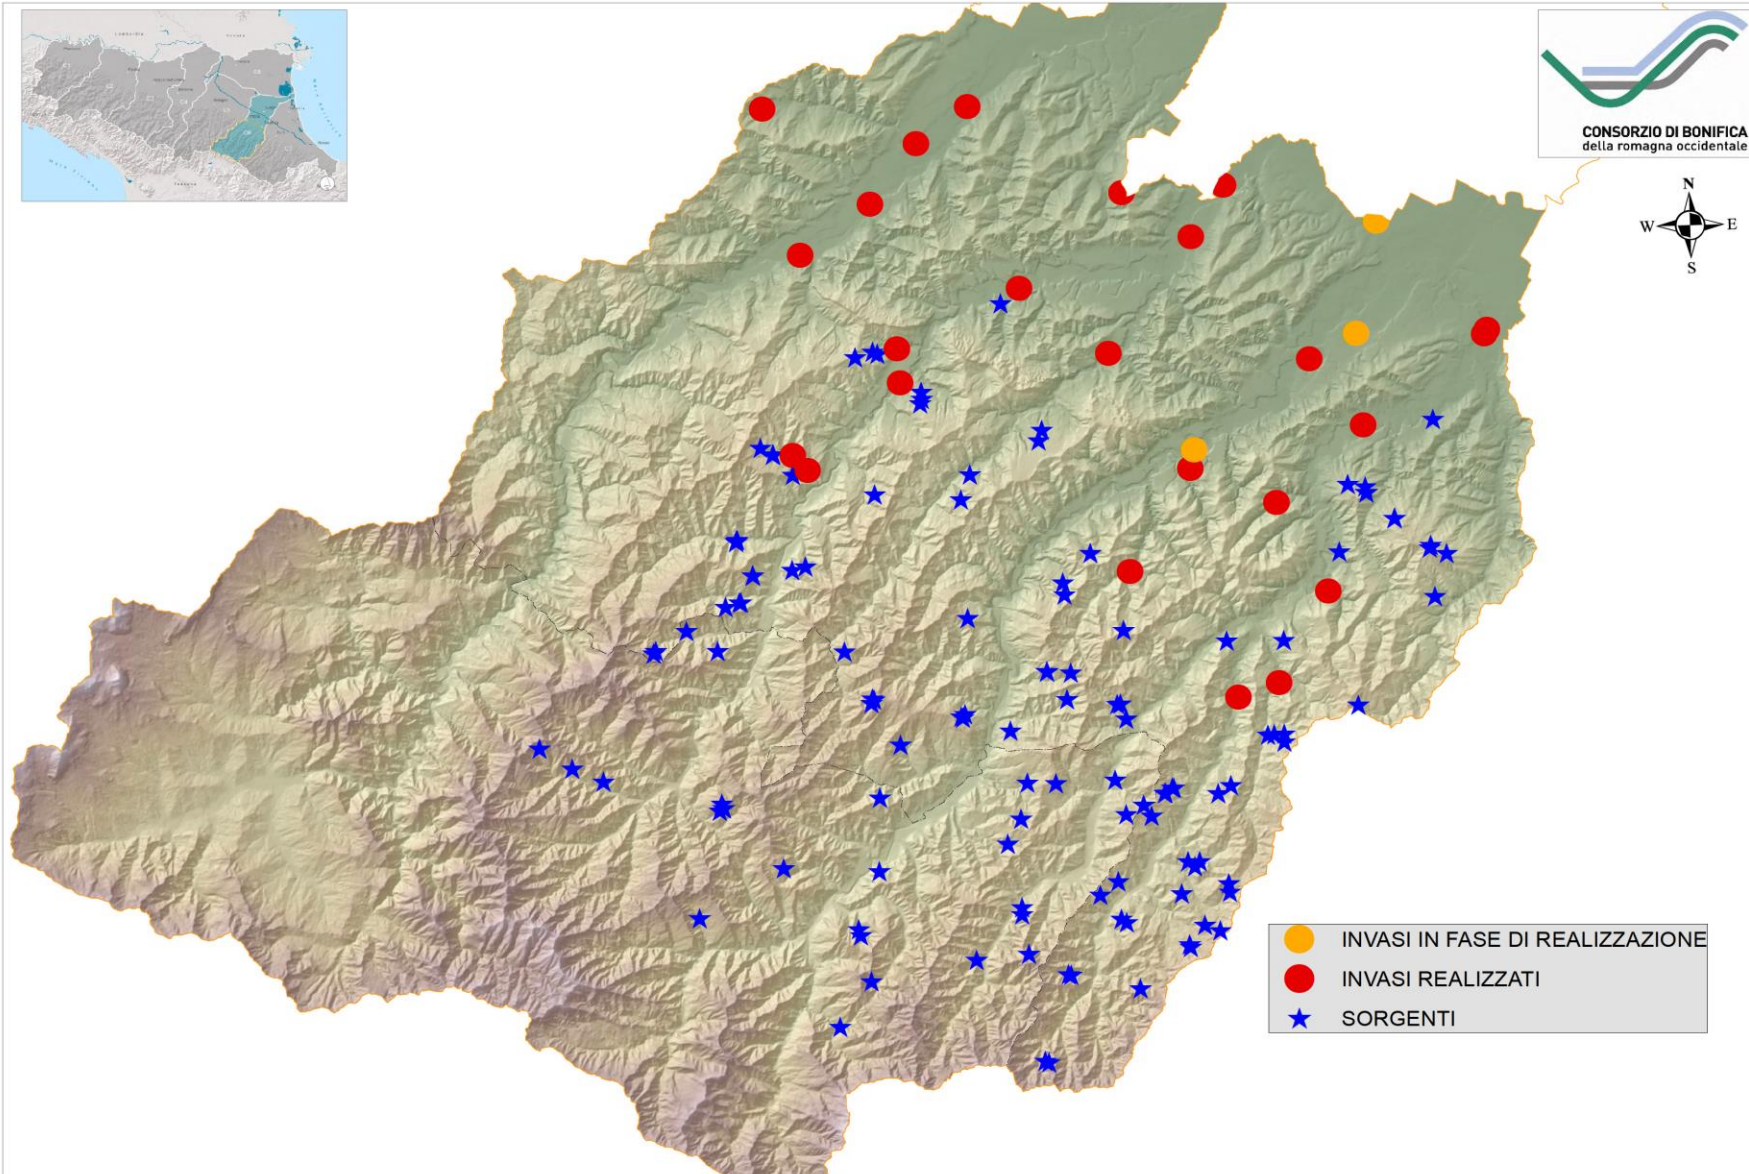 CONSORZIO DI BONIFICA
della romagna occidentale
N
W E
S
INVASI IN FASE DI REALIZZAZIONE
INVASI REALIZZATI
SORGENTI